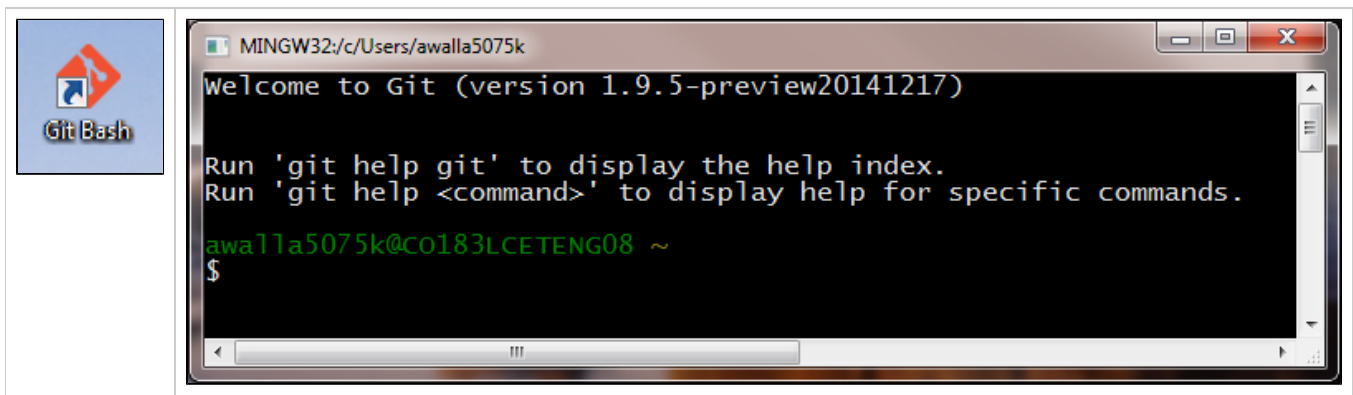 Git Bash
MINGW32:/c/Users/awalla5075k
Welcome to Git (version 1.9.5-preview20141217)
Run 'git help git' to display the help index.
Run 'git help <command>' to display help for specific commands.
awalla5075k@CO183LCETENG08 ~
$